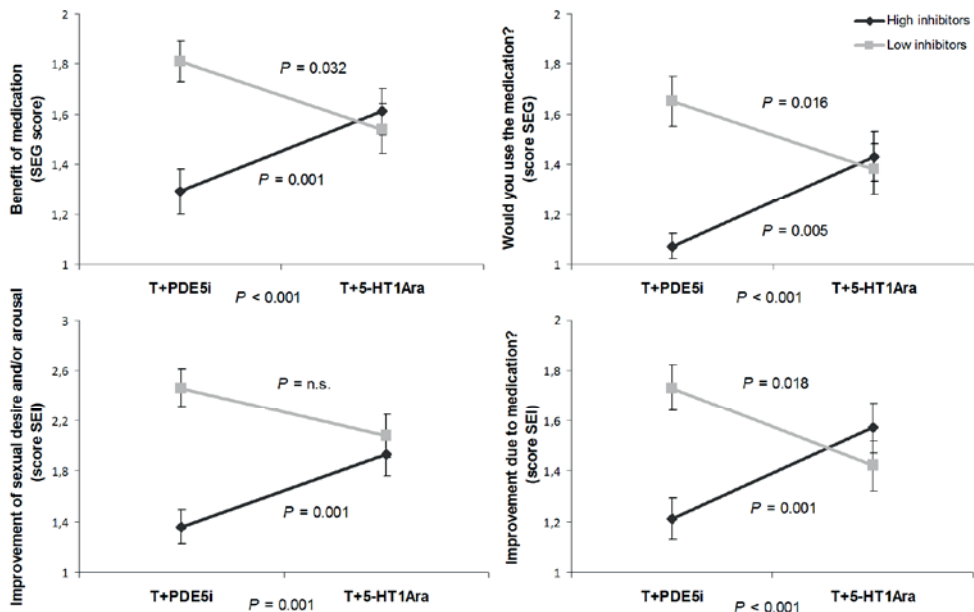 Benefit of medication
(SEG score)
2
1,8
1,6
1,4
1,2
1
P = 0.032
P = 0.001
T+PDE5i
T+5-HT1Ara
P < 0.001
Would you use the medication?
(score SEG)
2
1,8
1,6
1,4
1,2
1
High inhibitors
Low inhibitors
P = 0.016
P = 0.005
T+PDE5i
T+5-HT1Ara
P < 0.001
Improvement of sexual desire and/or arousal
(score SEI)
3
2,6
2,2
1,8
1,4
1
P = n.s.
P = 0.001
T+PDE5i
T+5-HT1Ara
P = 0.001
Improvement due to medication?
(score SEI)
2
1,8
1,6
1,4
1,2
1
P = 0.018
P = 0.001
T+PDE5i
T+5-HT1Ara
P < 0.001